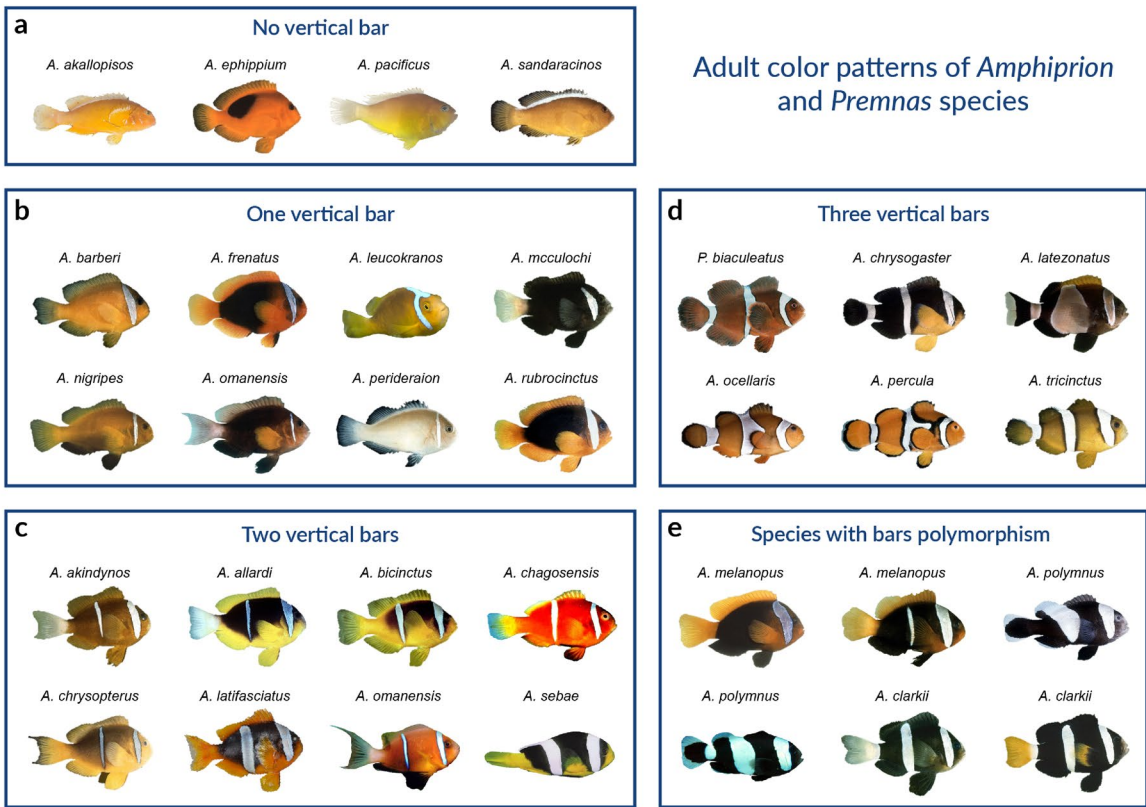 a
No vertical bar
A. akallopisos A. ephippium A. pacificus A. sandaracinos
Adult color patterns of Amphiprion
and Premnas species
b
One vertical bar
A. barberi A. frenatus A. leucokranos A. mcculochi
A. nigripes A. omanensis A. perideraion A. rubrocinctus
d
Three vertical bars
P. biaculeatus A. chrysogaster A. latezonatus
A. ocellaris A. percula A. tricinctus
c
Two vertical bars
A. akindynos A. allardi A. bicinctus A. chagosensis
A. chrysopterus A. latifasciatus A. omanensis A. sebae
e
Species with bars polymorphism
A. melanopus A. melanopus A. polymnus
A. polymnus A. clarkii A. clarkii